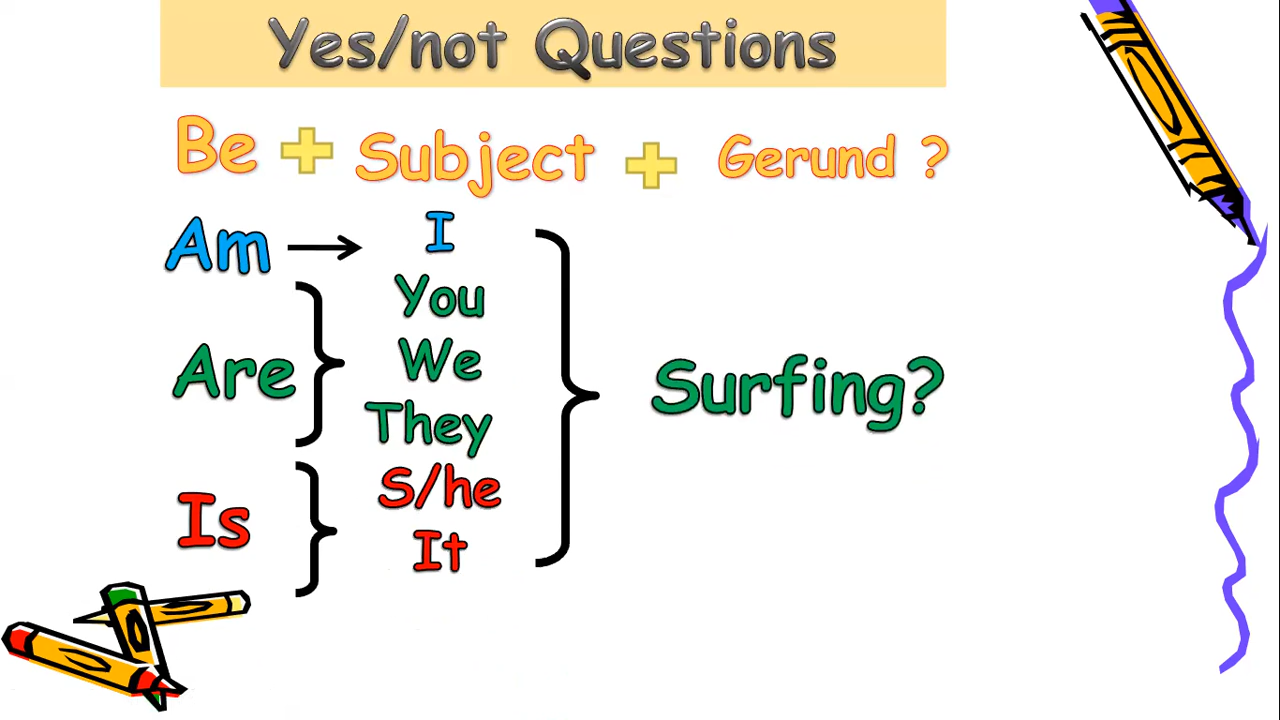 Yes/not Questions
Be + Subject + Gerund ?
Am
I
You
We
They
Are
S/he
It
Is
Surfing?